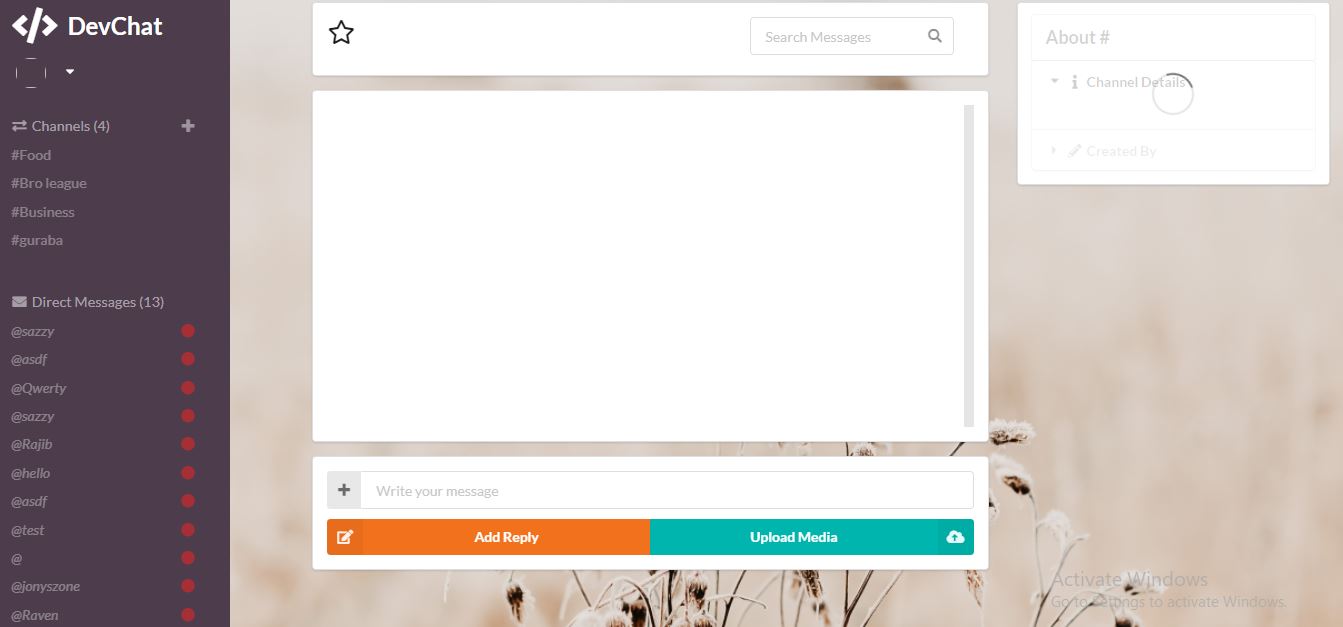 DevChat
Channels (4)
#Food
#Bro league
#Business
#guraba
Direct Messages (13)
@sazzy
@asdf
@Qwerty
@sazzy
@Rajib
@hello
@asdf
@test
@
@jonyszone
@Raven
Search Messages
Write your message
Add Reply
Upload Media
About #
Channel Details
Created By
Activate Windows
Go to Settings to activate Windows.